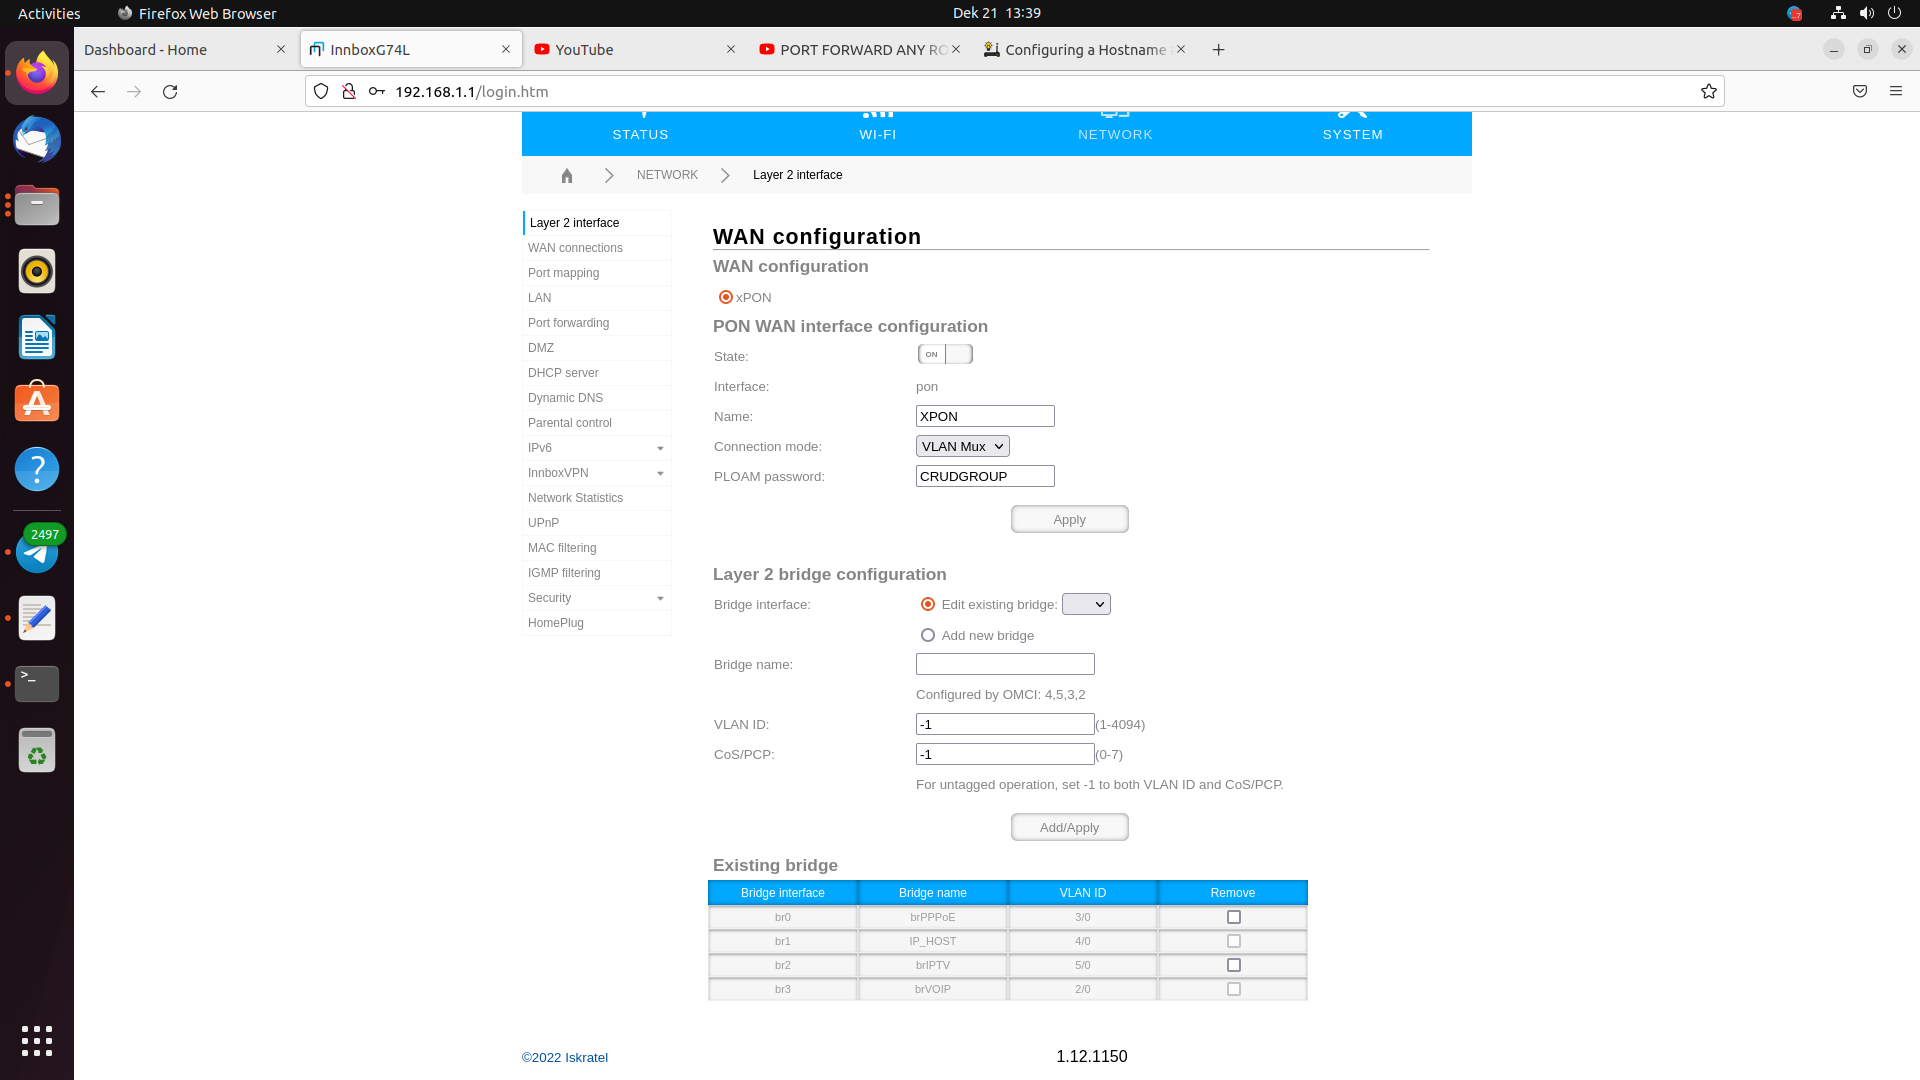 Activities
Firefox Web Browser
Dek 21 13:39
Dashboard - Home
InnboxG74L
YouTube
PORT FORWARD ANY RO
Configuring a Hostname
192.168.1.1/login.htm
STATUS
WI-FI
NETWORK
SYSTEM
NETWORK
Layer 2 interface
Layer 2 interface
WAN connections
Port mapping
LAN
Port forwarding
DMZ
DHCP server
Dynamic DNS
Parental control
IPv6
InnboxVPN
Network Statistics
UPnP
MAC filtering
IGMP filtering
Security
HomePlug
2497
>_
WAN configuration
WAN configuration
xPON
PON WAN interface configuration
State: ON
Interface: pon
Name: XPON
Connection mode: VLAN Mux
PLOAM password: CRUDGROUP
Apply
Layer 2 bridge configuration
Bridge interface: Edit existing bridge:
Add new bridge
Bridge name:
Configured by OMCI: 4,5,3,2
VLAN ID: -1 (1-4094)
CoS/PCP: -1 (0-7)
For untagged operation, set -1 to both VLAN ID and CoS/PCP.
Add/Apply
Existing bridge
Bridge interface Bridge name VLAN ID Remove
br0 brPPPoE 3/0
br1 IP_HOST 4/0
br2 brIPTV 5/0
br3 brVOIP 2/0
©2022 Iskratel
1.12.1150